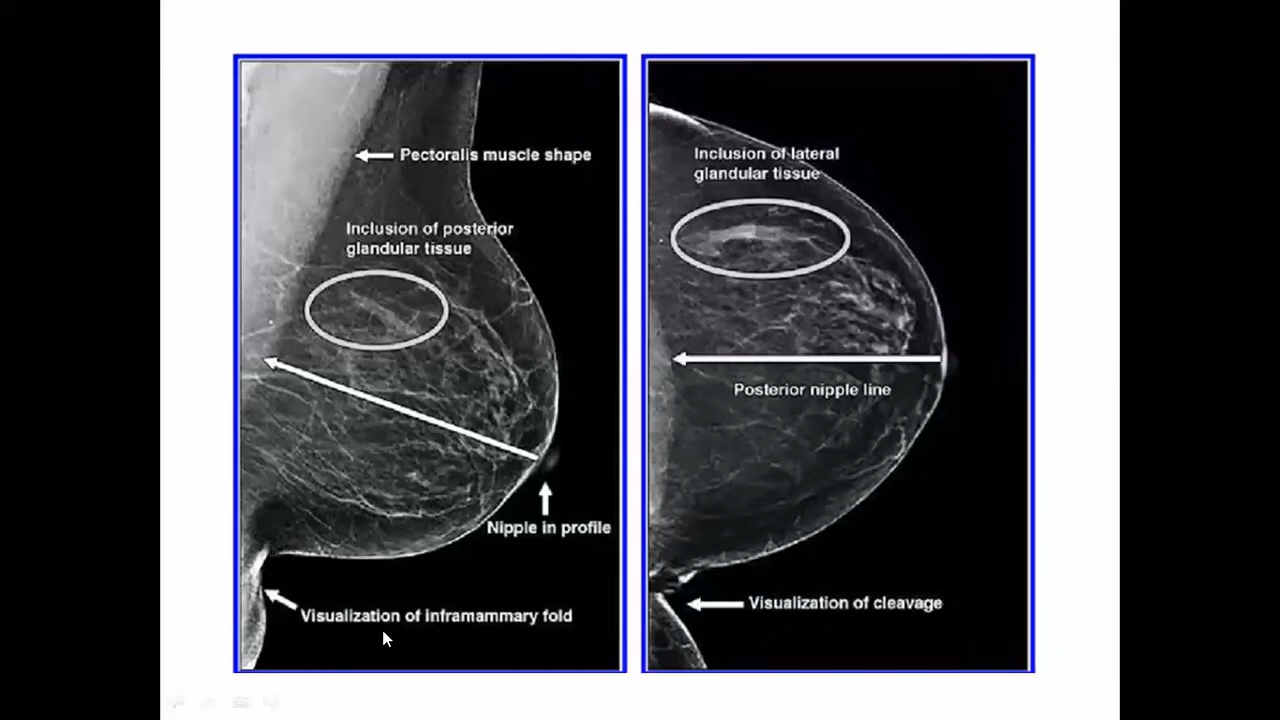 Pectoralis muscle shape
Inclusion of posterior
glandular tissue
Nipple in profile
Visualization of inframammary fold
Inclusion of lateral
glandular tissue
Posterior nipple line
Visualization of cleavage